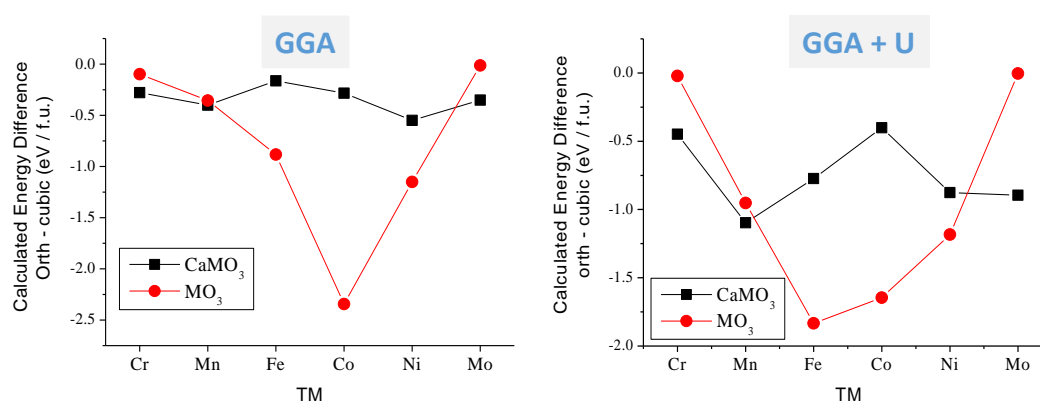 GGA
Calculated Energy Difference
Orth - cubic (eV / f.u.)
0.0
-0.5
-1.0
-1.5
-2.0
-2.5
CaMO₃
MO₃
Cr Mn Fe Co Ni Mo
TM
GGA + U
Calculated Energy Difference
orth - cubic (eV / f.u.)
0.0
-0.5
-1.0
-1.5
-2.0
CaMO₃
MO₃
Cr Mn Fe Co Ni Mo
TM